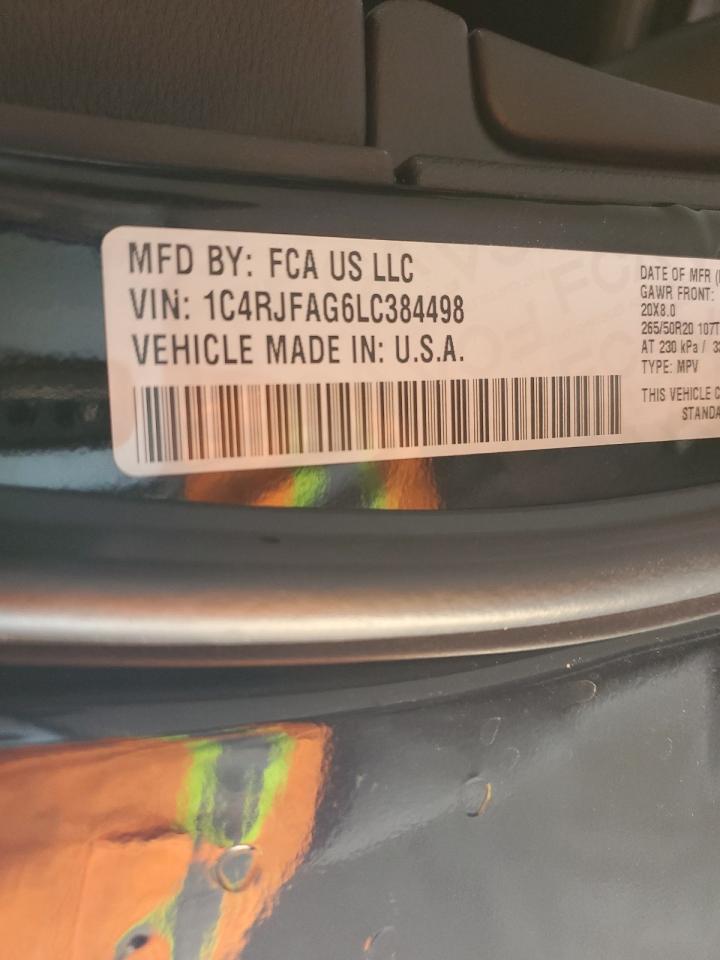 MFD BY: FCA US LLC
VIN: 1C4RJFAG6LC384498
VEHICLE MADE IN: U.S.A.
DATE OF MFR
GAWR FRONT:
20X8.0
265/50R20 107T
AT 230 kPa /
TYPE: MPV
THIS VEHICLE